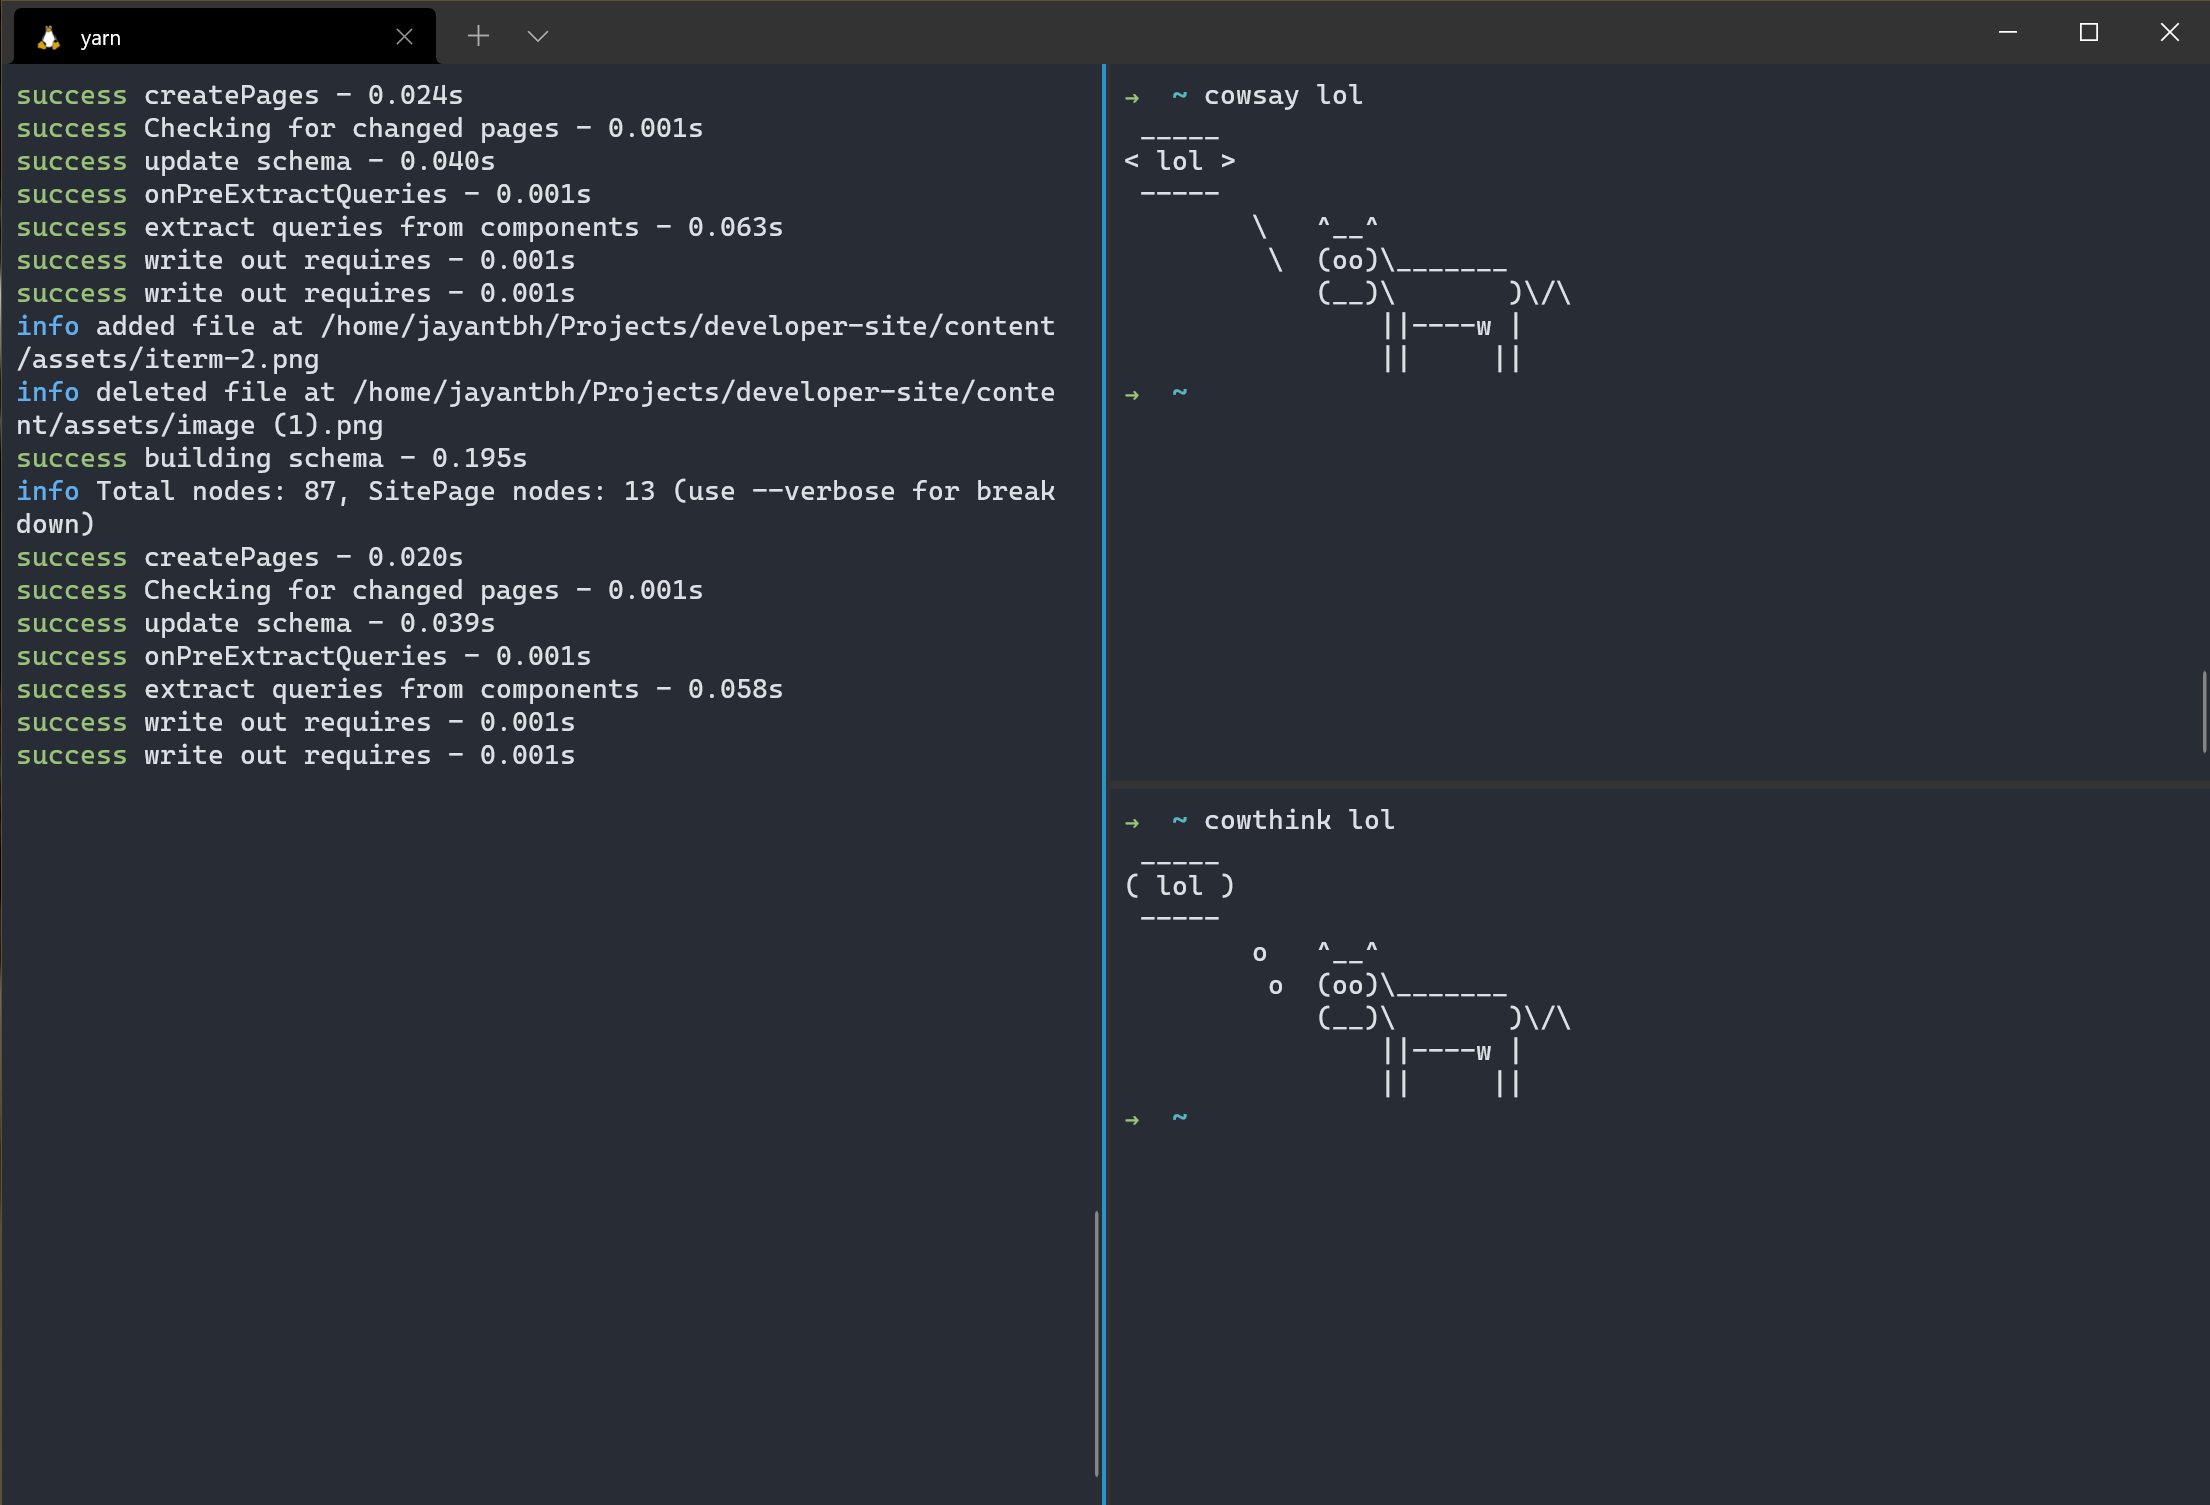 yarn
success createPages - 0.024s
success Checking for changed pages - 0.001s
success update schema - 0.040s
success onPreExtractQueries - 0.001s
success extract queries from components - 0.063s
success write out requires - 0.001s
success write out requires - 0.001s
info added file at /home/jayantbh/Projects/developer-site/content
/assets/iterm-2.png
info deleted file at /home/jayantbh/Projects/developer-site/conte
nt/assets/image (1).png
success building schema - 0.195s
info Total nodes: 87, SitePage nodes: 13 (use --verbose for break
down)
success createPages - 0.020s
success Checking for changed pages - 0.001s
success update schema - 0.039s
success onPreExtractQueries - 0.001s
success extract queries from components - 0.058s
success write out requires - 0.001s
success write out requires - 0.001s
→  ~ cowsay lol
 _____
< lol >
 -----
        \   ^__^
         \  (oo)\_______
            (__)\       )\/\
                ||----w |
                ||     ||
→  ~
→  ~ cowthink lol
 _____
( lol )
 -----
        o   ^__^
         o  (oo)\_______
            (__)\       )\/\
                ||----w |
                ||     ||
→  ~